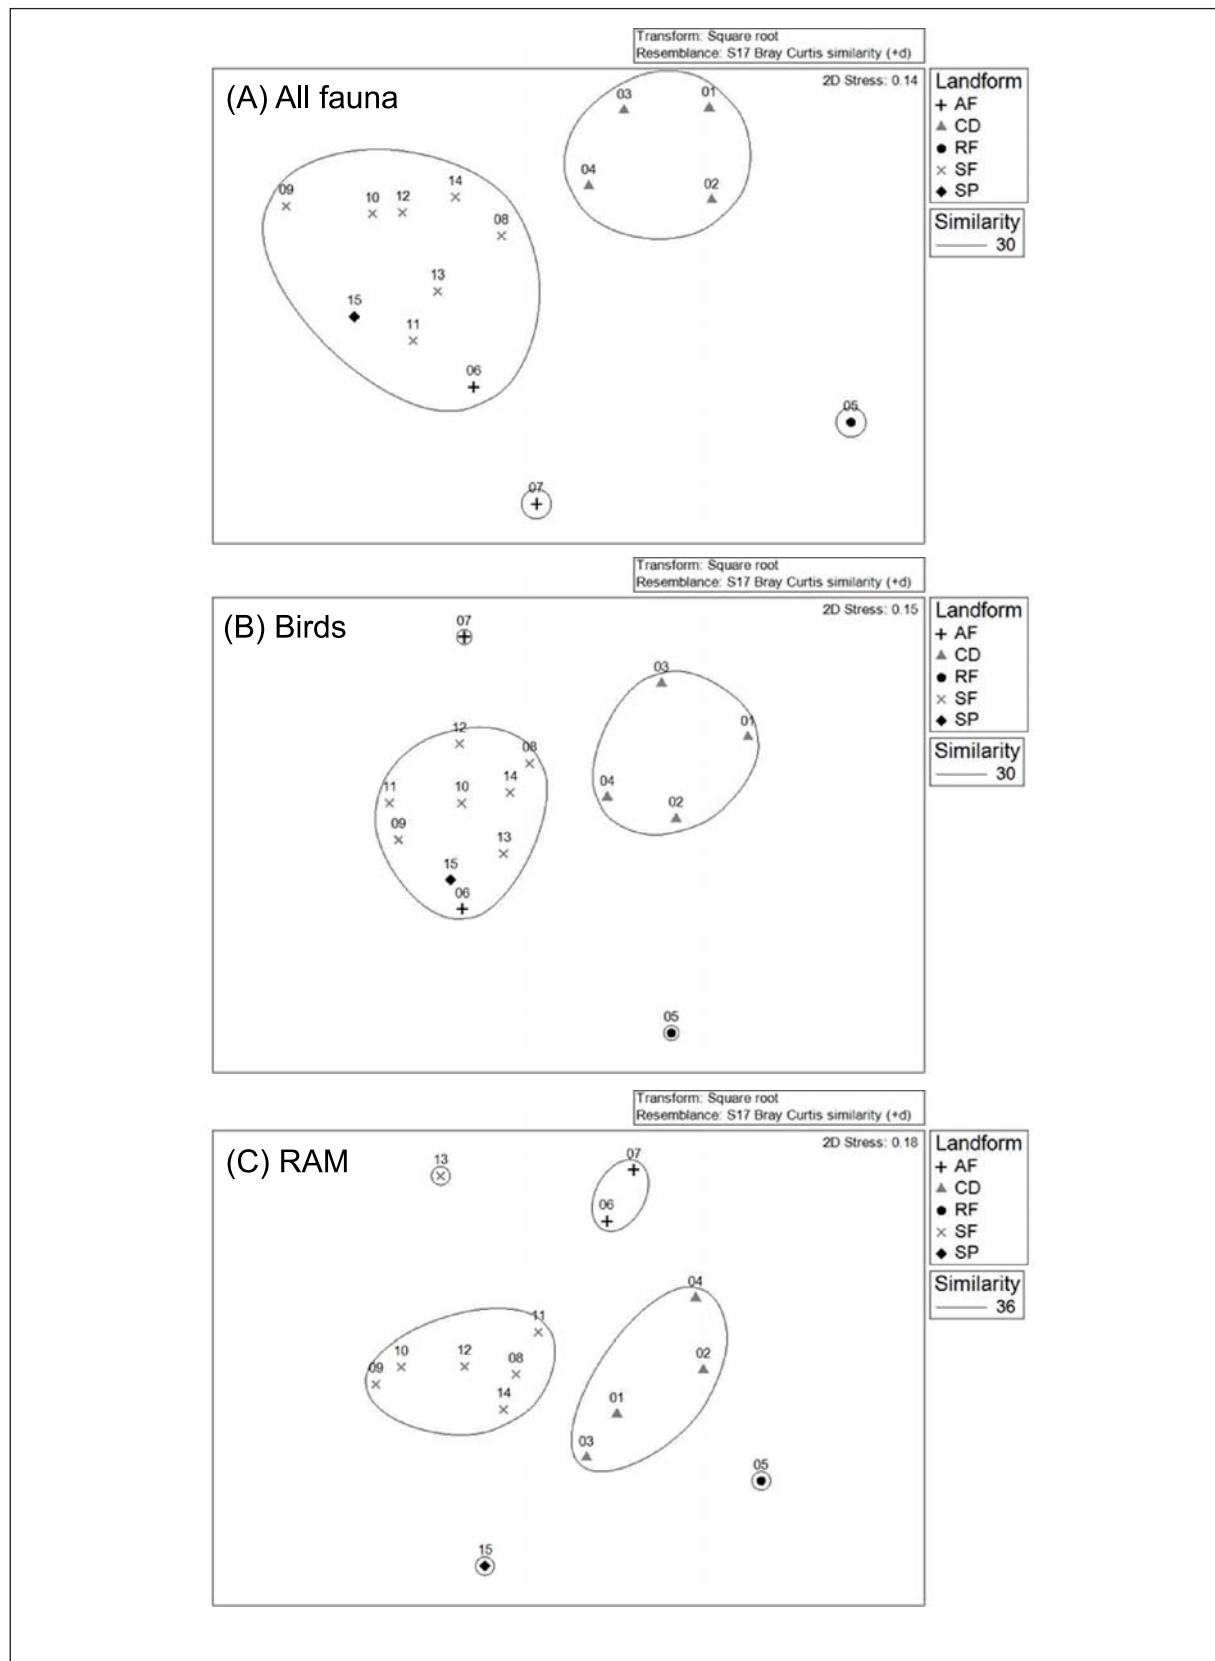 Transform: Square root
Resemblance: S17 Bray Curtis similarity (+d)
(A) All fauna
2D Stress: 0.14
Landform
AF
CD
RF
SF
SP
Similarity
30
03
01
04
02
09
10
12
14
08
13
15
11
06
05
07
Transform: Square root
Resemblance: S17 Bray Curtis similarity (+d)
(B) Birds
2D Stress: 0.15
Landform
AF
CD
RF
SF
SP
Similarity
30
07
03
01
12
08
04
14
11
10
02
09
13
15
06
05
Transform: Square root
Resemblance: S17 Bray Curtis similarity (+d)
(C) RAM
2D Stress: 0.18
Landform
AF
CD
RF
SF
SP
Similarity
36
13
07
06
04
11
10
12
02
09
08
14
01
03
05
15